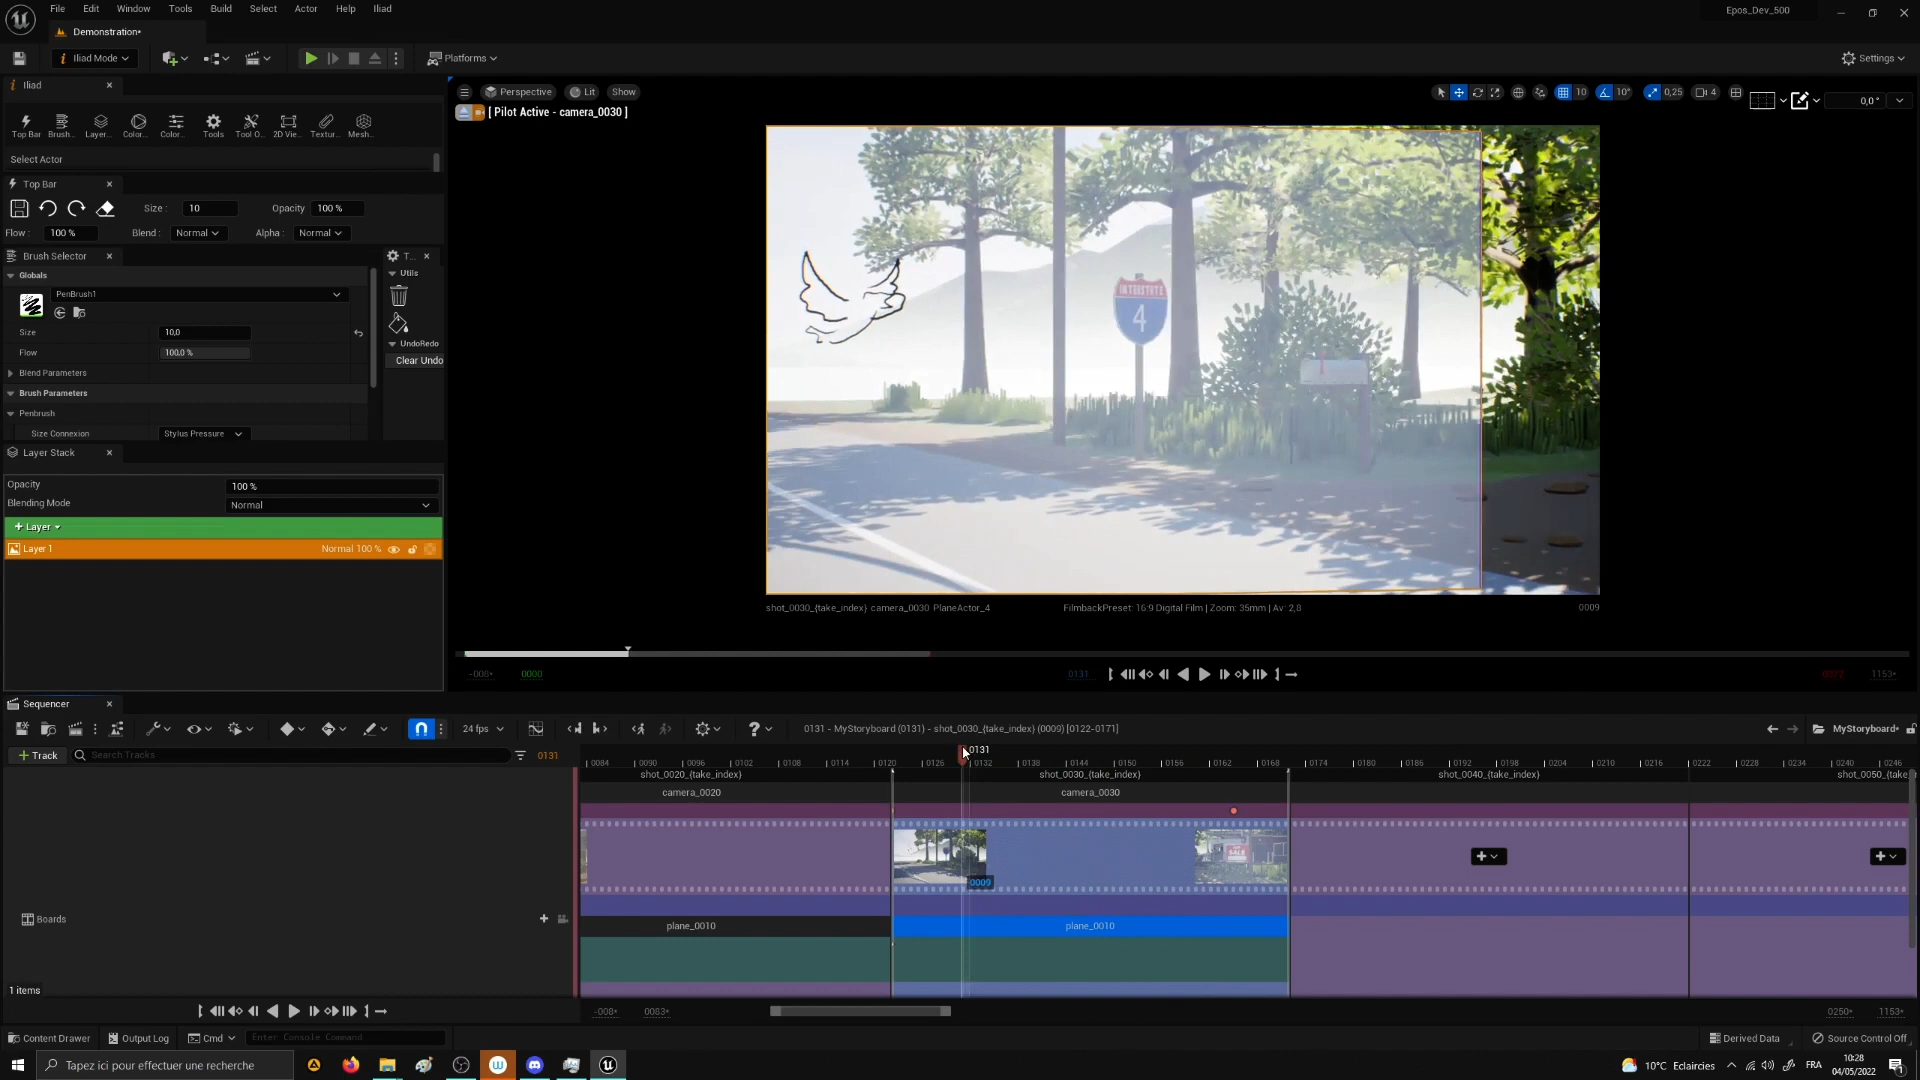 File Edit Window Tools Build Select Actor Help Iliad
Epos_Dev_500
Demonstration*
Iliad Mode
Platforms
Settings
Iliad
Top Bar Brush.. Layer.. Color.. Color.. Tools Tool O.. 2D Vie.. Textur.. Mesh..
Select Actor
Top Bar
Size : 10 Opacity 100 %
Flow : 100 % Blend : Normal Alpha : Normal
Brush Selector
Globals
PenBrush1
Size 10,0
Flow 100,0 %
Blend Parameters
Brush Parameters
Penbrush
Size Connexion Stylus Pressure
T...
Utils
UndoRedo
Clear Undo
Layer Stack
Opacity 100 %
Blending Mode Normal
+ Layer
Layer 1 Normal 100 %
Perspective Lit Show
10 10° 0,25 4 0,0 °
[ Pilot Active - camera_0030 ]
INTERSTATE
4
shot_0030_{take_index} camera_0030 PlaneActor_4 FilmbackPreset: 16:9 Digital Film | Zoom: 35mm | Av: 2,8 0009
-008* 0000 0131 0322 1153*
Sequencer
24 fps
0131 - MyStoryboard (0131) - shot_0030_{take_index} (0009) [0122-0171]
MyStoryboard*
+ Track Search Tracks 0131
0131
0084 0090 0096 0102 0108 0114 0120 0126 0132 0138 0144 0150 0156 0162 0168 0174 0180 0186 0192 0198 0204 0210 0216 0222 0228 0234 0240 0246
shot_0020_{take_index} shot_0030_{take_index} shot_0040_{take_index} shot_0050_{take
camera_0020 camera_0030
0009
Boards
plane_0010 plane_0010
1 items
-008* 0083* 0250* 1153*
Content Drawer Output Log Cmd Enter Console Command
Derived Data Source Control Off
Tapez ici pour effectuer un recherche
10°C Eclaircies FRA
10:28
04/05/2022